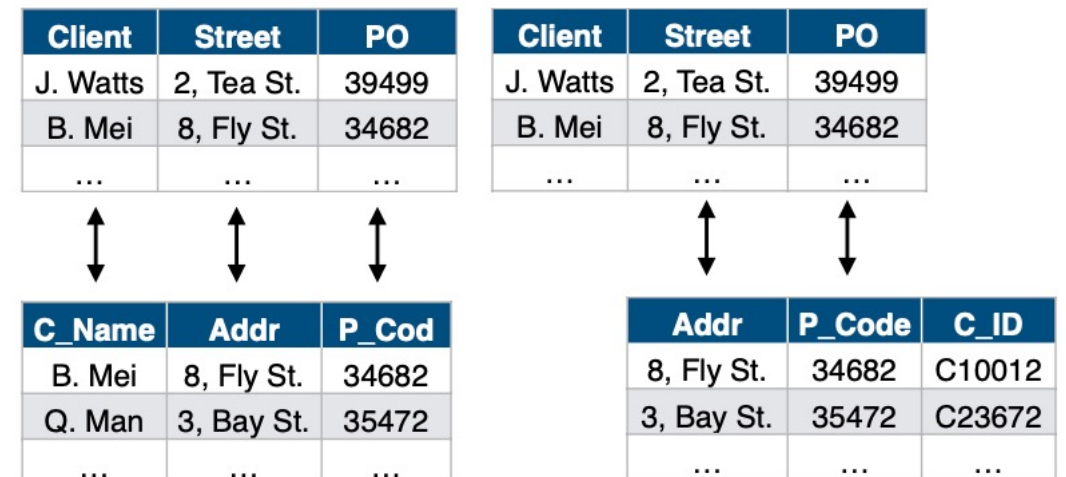 Client Street PO
J. Watts 2, Tea St. 39499
B. Mei 8, Fly St. 34682
... ... ...
Client Street PO
J. Watts 2, Tea St. 39499
B. Mei 8, Fly St. 34682
... ... ...
C_Name Addr P_Cod
B. Mei 8, Fly St. 34682
Q. Man 3, Bay St. 35472
... ... ...
Addr P_Code C_ID
8, Fly St. 34682 C10012
3, Bay St. 35472 C23672
... ... ...